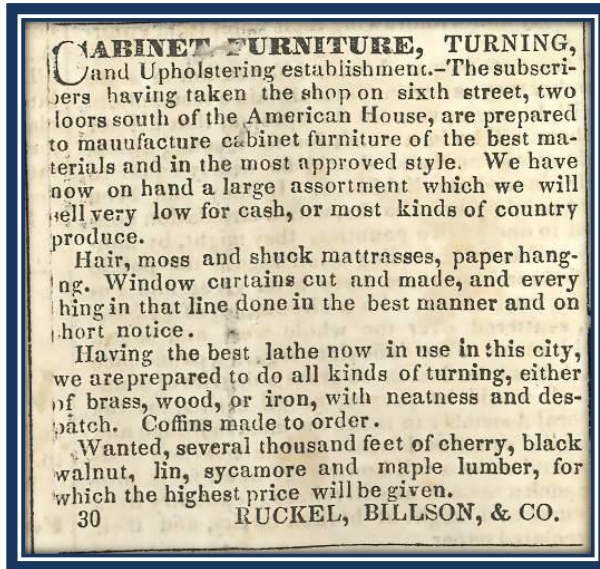 CABINET FURNITURE, TURNING,
and Upholstering establishment.-The subscri-
bers having taken the shop on sixth street, two
doors south of the American House, are prepared
to manufacture cabinet furniture of the best ma-
terials and in the most approved style. We have
now on hand a large assortment which we will
sell very low for cash, or most kinds of country
produce.
Hair, moss and shuck mattrasses, paper hang-
ing. Window curtains cut and made, and every
thing in that line done in the best manner and on
short notice.
Having the best lathe now in use in this city,
we are prepared to do all kinds of turning, either
of brass, wood, or iron, with neatness and des-
patch. Coffins made to order.
Wanted, several thousand feet of cherry, black
walnut, lin, sycamore and maple lumber, for
which the highest price will be given.
30 RUCKEL, BILLSON, & CO.